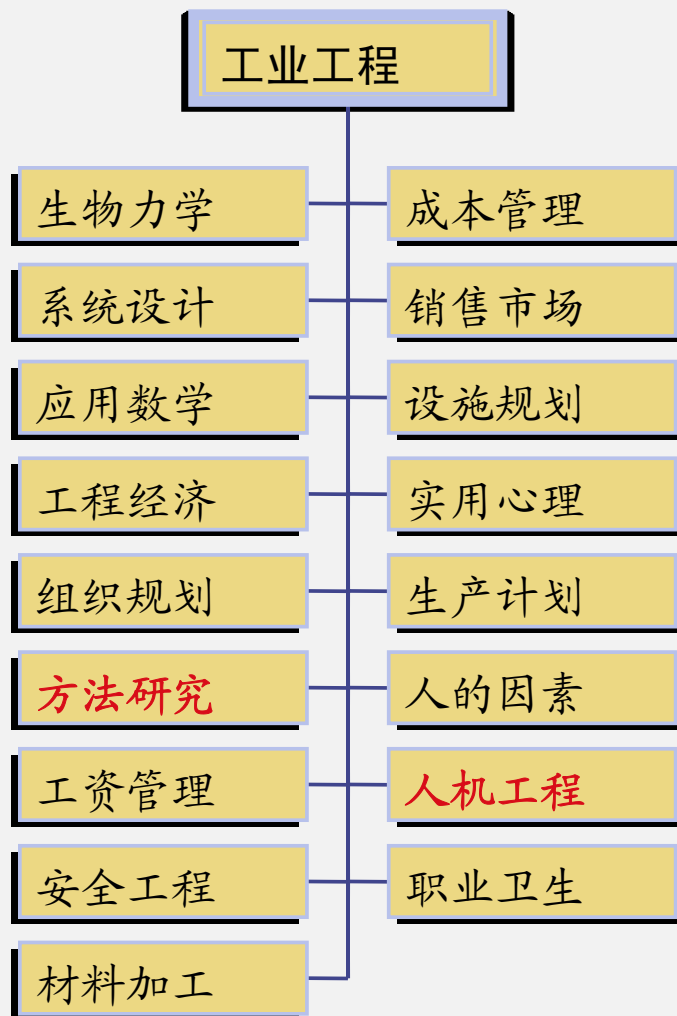 工业工程
生物力学
成本管理
系统设计
销售市场
应用数学
设施规划
工程经济
实用心理
组织规划
生产计划
方法研究
人的因素
工资管理
人机工程
安全工程
职业卫生
材料加工